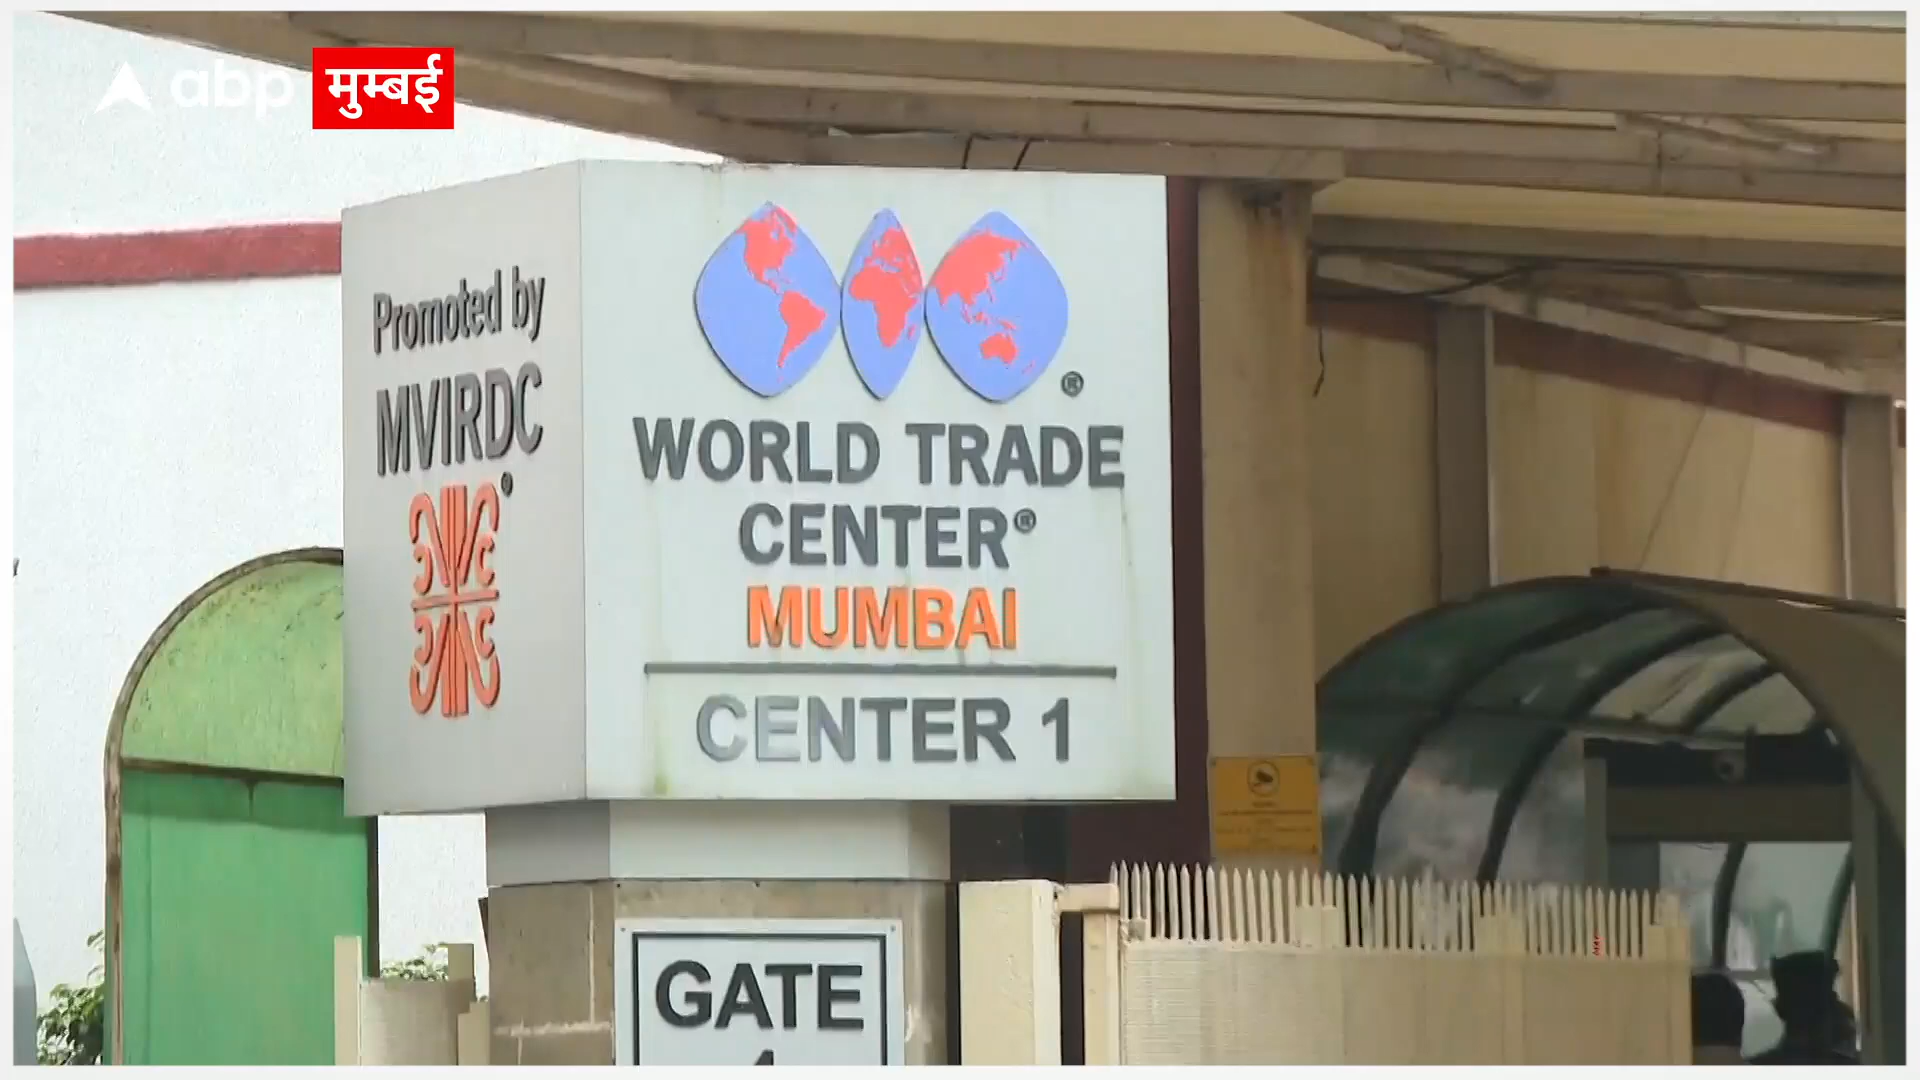 abp मुम्बई
Promoted by
MVIRDC
WORLD TRADE
CENTER®
MUMBAI
CENTER 1
GATE